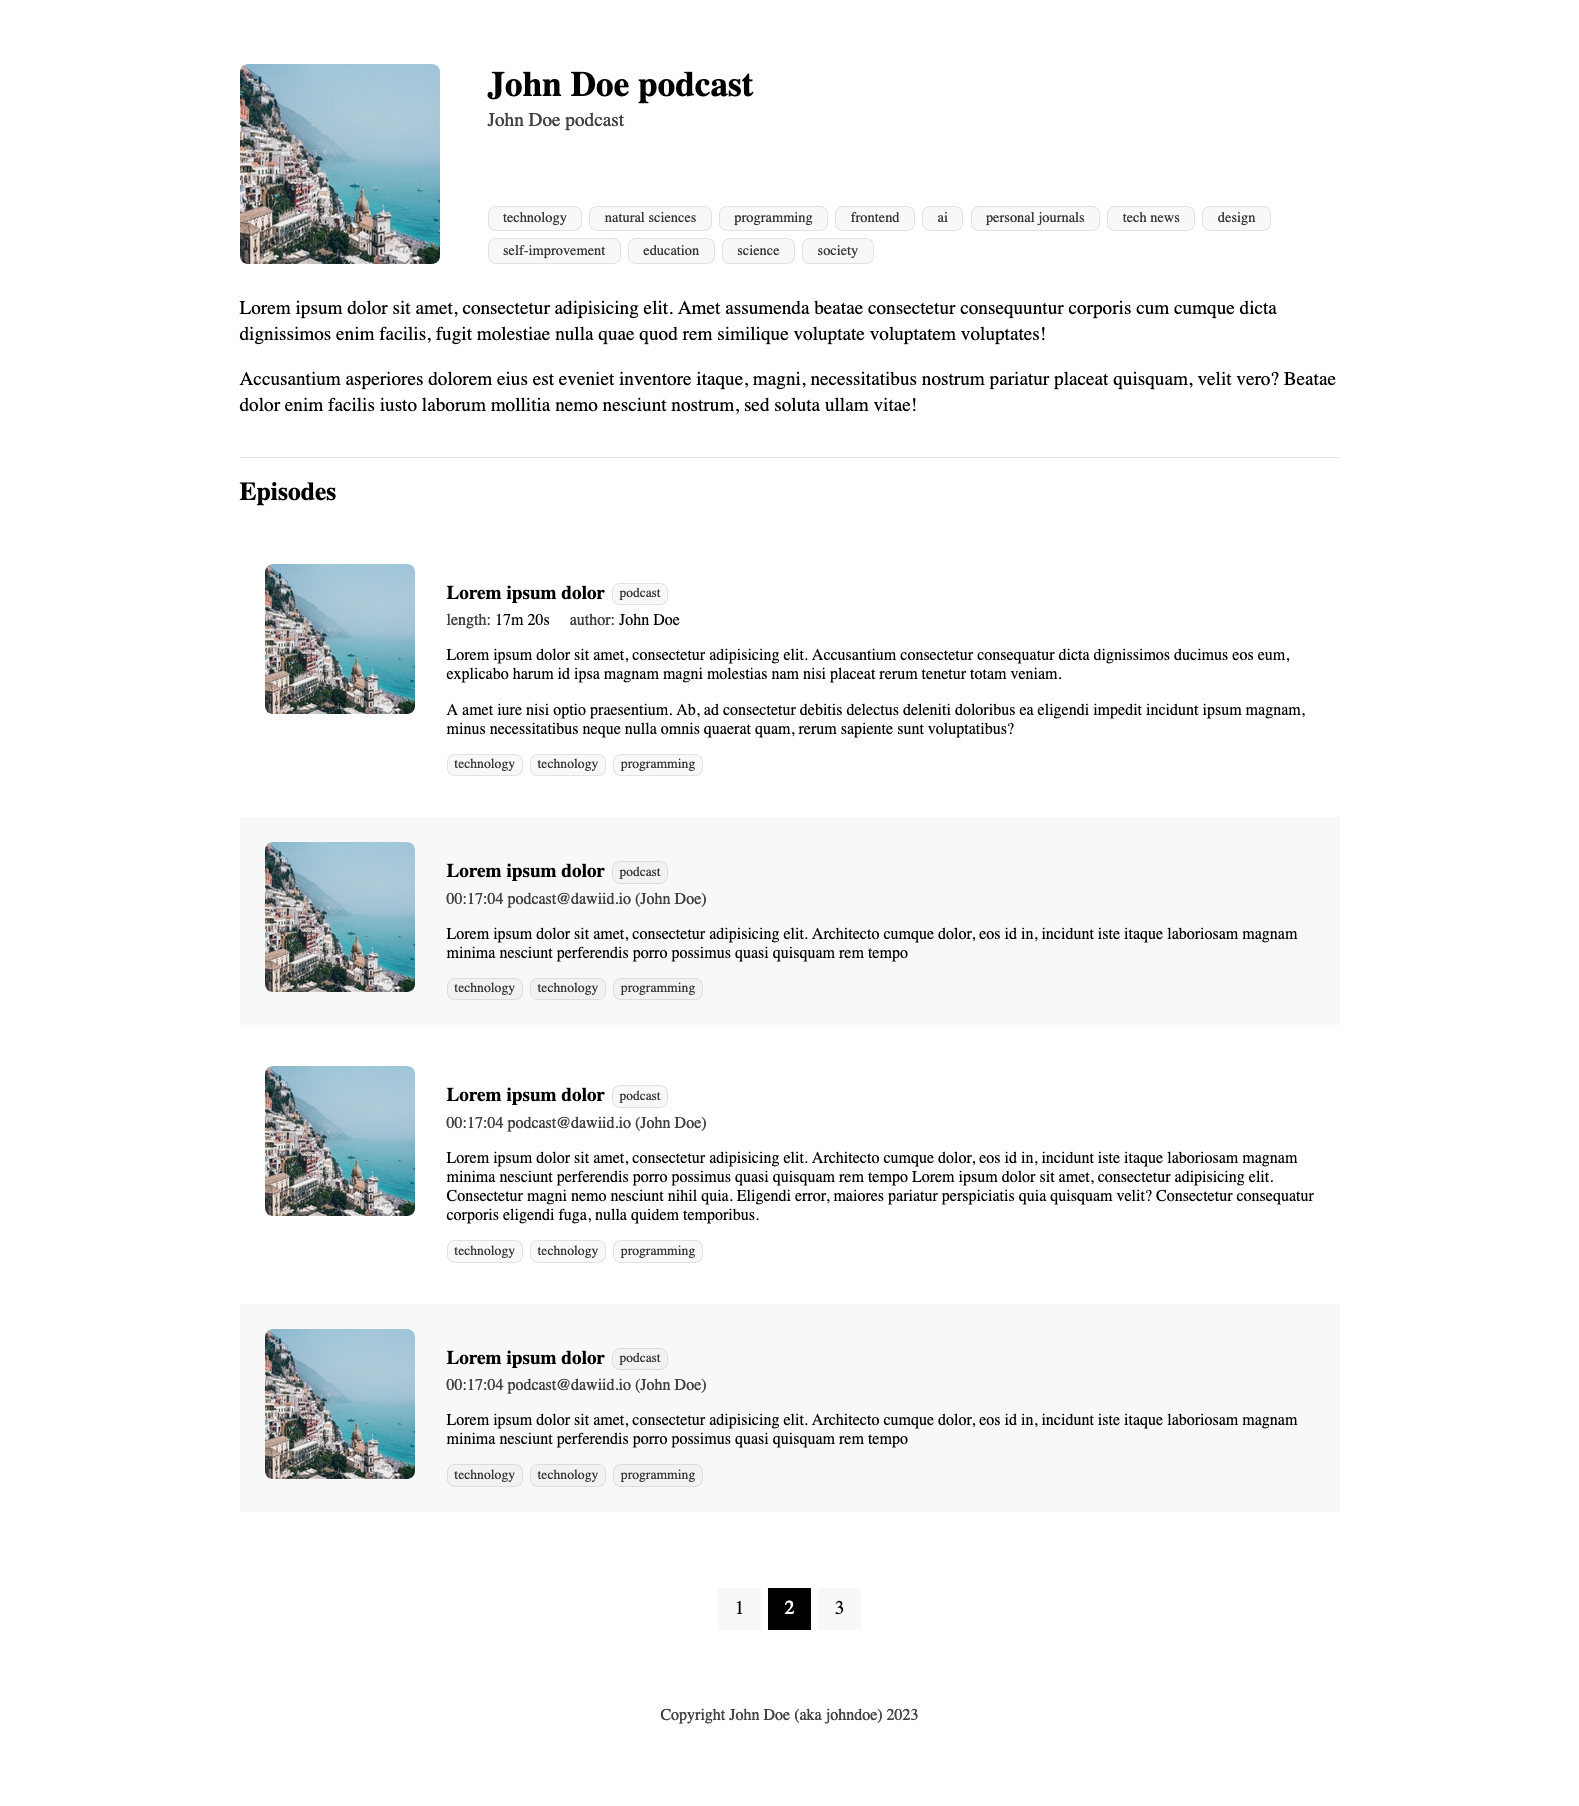 John Doe podcast
John Doe podcast
technology natural sciences programming frontend ai personal journals tech news design
self-improvement education science society
Lorem ipsum dolor sit amet, consectetur adipisicing elit. Amet assumenda beatae consectetur consequuntur corporis cum cumque dicta
dignissimos enim facilis, fugit molestiae nulla quae quod rem similique voluptate voluptatem voluptates!
Accusantium asperiores dolorem eius est eveniet inventore itaque, magni, necessitatibus nostrum pariatur placeat quisquam, velit vero? Beatae
dolor enim facilis iusto laborum mollitia nemo nesciunt nostrum, sed soluta ullam vitae!
Episodes
Lorem ipsum dolor podcast
length: 17m 20s author: John Doe
Lorem ipsum dolor sit amet, consectetur adipisicing elit. Accusantium consectetur consequatur dicta dignissimos ducimus eos eum,
explicabo harum id ipsa magnam magni molestias nam nisi placeat rerum tenetur totam veniam.
A amet iure nisi optio praesentium. Ab, ad consectetur debitis delectus deleniti doloribus ea eligendi impedit incidunt ipsum magnam,
minus necessitatibus neque nulla omnis quaerat quam, rerum sapiente sunt voluptatibus?
technology technology programming
Lorem ipsum dolor podcast
00:17:04 podcast@dawiid.io (John Doe)
Lorem ipsum dolor sit amet, consectetur adipisicing elit. Architecto cumque dolor, eos id in, incidunt iste itaque laboriosam magnam
minima nesciunt perferendis porro possimus quasi quisquam rem tempo
technology technology programming
Lorem ipsum dolor podcast
00:17:04 podcast@dawiid.io (John Doe)
Lorem ipsum dolor sit amet, consectetur adipisicing elit. Architecto cumque dolor, eos id in, incidunt iste itaque laboriosam magnam
minima nesciunt perferendis porro possimus quasi quisquam rem tempo Lorem ipsum dolor sit amet, consectetur adipisicing elit.
Consectetur magni nemo nesciunt nihil quia. Eligendi error, maiores pariatur perspiciatis quia quisquam velit? Consectetur consequatur
corporis eligendi fuga, nulla quidem temporibus.
technology technology programming
Lorem ipsum dolor podcast
00:17:04 podcast@dawiid.io (John Doe)
Lorem ipsum dolor sit amet, consectetur adipisicing elit. Architecto cumque dolor, eos id in, incidunt iste itaque laboriosam magnam
minima nesciunt perferendis porro possimus quasi quisquam rem tempo
technology technology programming
1 2 3
Copyright John Doe (aka johndoe) 2023